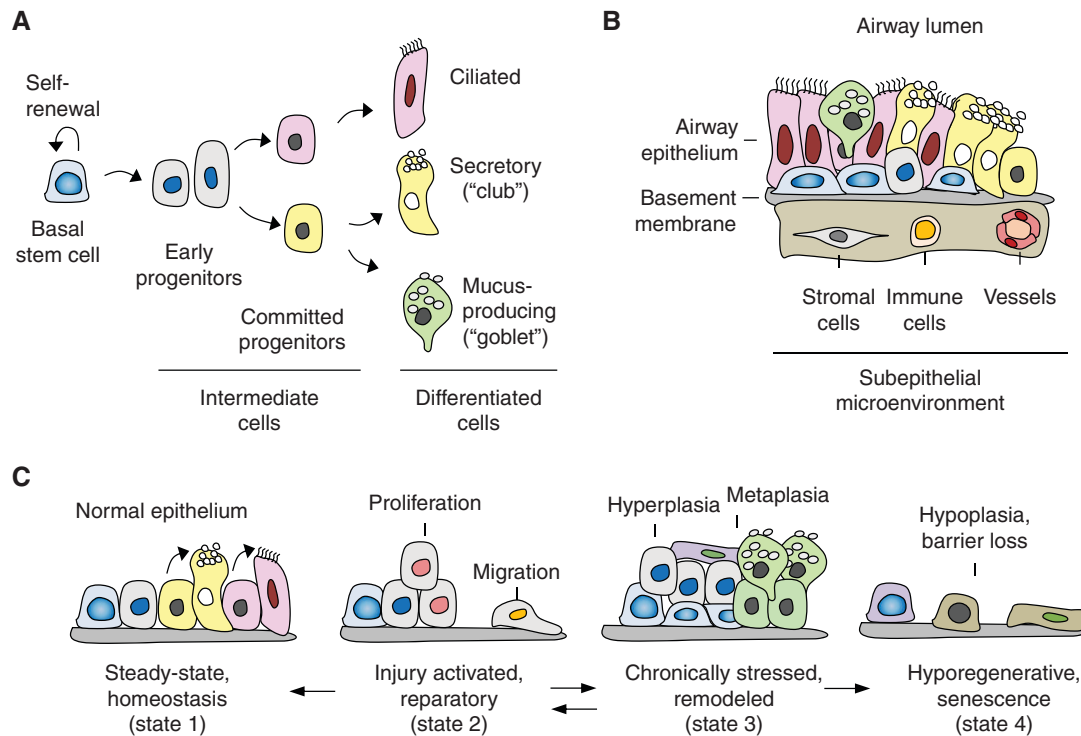 A
Self-
renewal
Basal
stem cell
Early
progenitors
Committed
progenitors
Intermediate
cells
Ciliated
Secretory
(“club”)
Mucus-
producing
(“goblet”)
Differentiated
cells
B
Airway lumen
Airway
epithelium
Basement
membrane
Stromal
cells
Immune
cells
Vessels
Subepithelial
microenvironment
C
Normal epithelium
Steady-state,
homeostasis
(state 1)
Proliferation
Migration
Injury activated,
reparatory
(state 2)
Hyperplasia
Metaplasia
Chronically stressed,
remodeled
(state 3)
Hypoplasia,
barrier loss
Hyporegenerative,
senescence
(state 4)